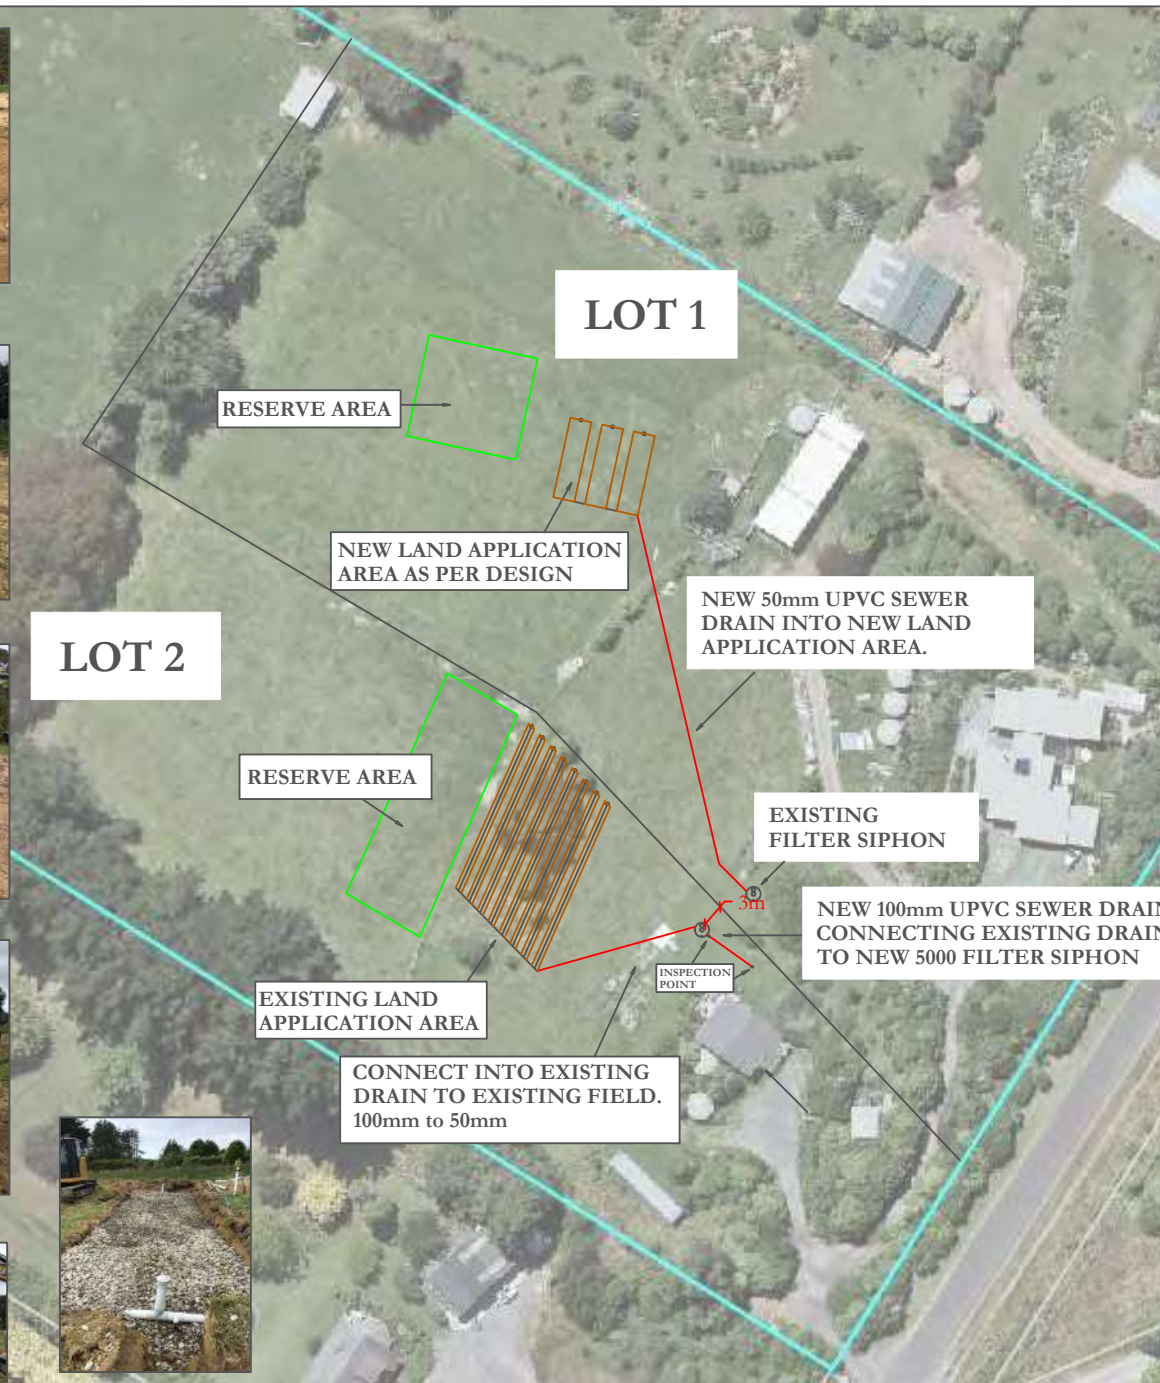 LOT 1
RESERVE AREA
NEW LAND APPLICATION
AREA AS PER DESIGN
NEW 50mm UPVC SEWER
DRAIN INTO NEW LAND
APPLICATION AREA.
LOT 2
RESERVE AREA
EXISTING
FILTER SIPHON
3m
NEW 100mm UPVC SEWER DRAIN
CONNECTING EXISTING DRAIN
TO NEW 5000 FILTER SIPHON
INSPECTION
POINT
EXISTING LAND
APPLICATION AREA
CONNECT INTO EXISTING
DRAIN TO EXISTING FIELD.
100mm to 50mm